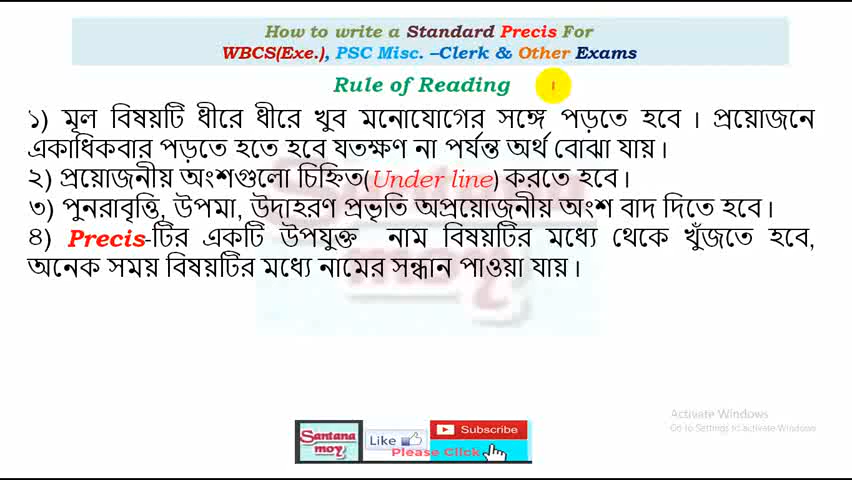 How to write a Standard Precis For
WBCS(Exe.), PSC Misc. –Clerk & Other Exams
Rule of Reading
১) মূল বিষয়টি ধীরে ধীরে খুব মনোযোগের সঙ্গে পড়তে হবে । প্রয়োজনে
একাধিকবার পড়তে হতে হবে যতক্ষণ না পর্যন্ত অর্থ বোঝা যায়।
২) প্রয়োজনীয় অংশগুলো চিহ্নিত(Under line) করতে হবে।
৩) পুনরাবৃত্তি, উপমা, উদাহরণ প্রভৃতি অপ্রয়োজনীয় অংশ বাদ দিতে হবে।
৪) Precis-টির একটি উপযুক্ত নাম বিষয়টির মধ্যে থেকে খুঁজতে হবে,
অনেক সময় বিষয়টির মধ্যে নামের সন্ধান পাওয়া যায়।
Santana
moy
Activate Windows
Go to Settings to activate Windows
Santana
moy
Like
Subscribe
Please Click